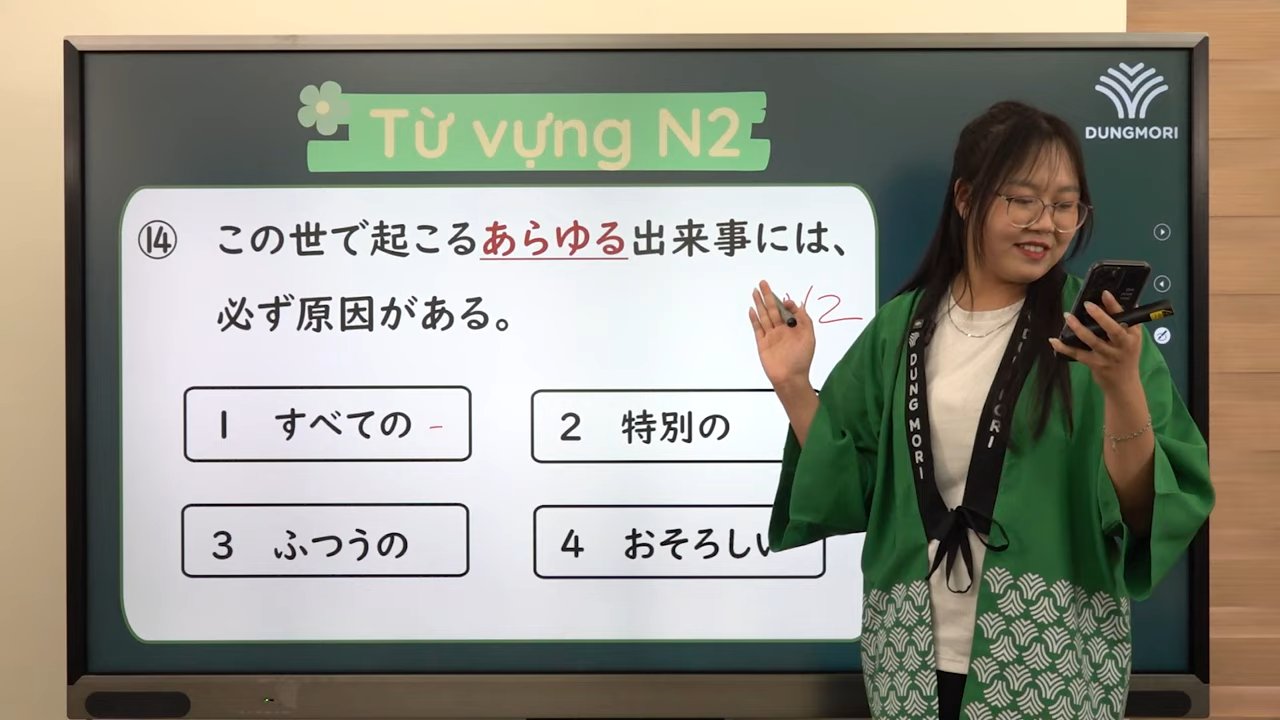 Từ vựng N2
DUNGMORI
⑭ この世で起こるあらゆる出来事には、
必ず原因がある。
1 すべての
2 特別の
3 ふつうの
4 おそろしい
DUNG MORI